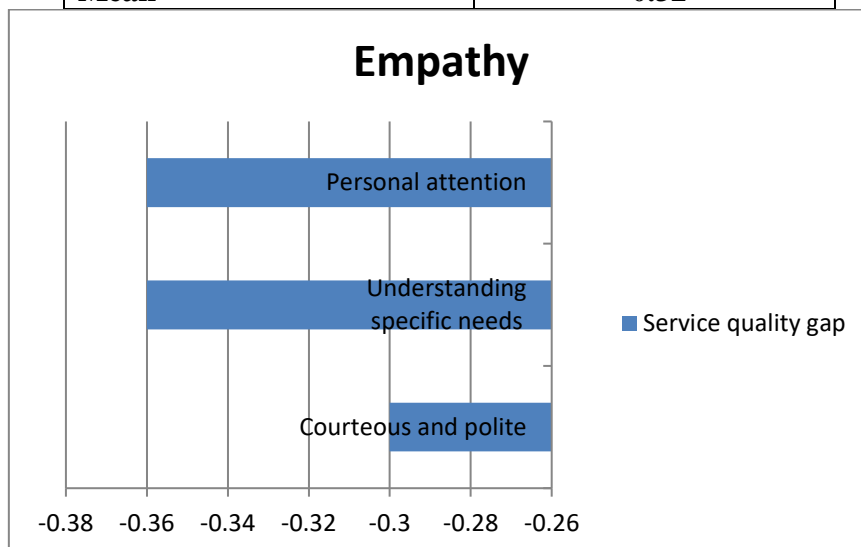 Empathy
Personal attention
Understanding
specific needs
Service quality gap
Courteous and polite
-0.38 -0.36 -0.34 -0.32 -0.3 -0.28 -0.26